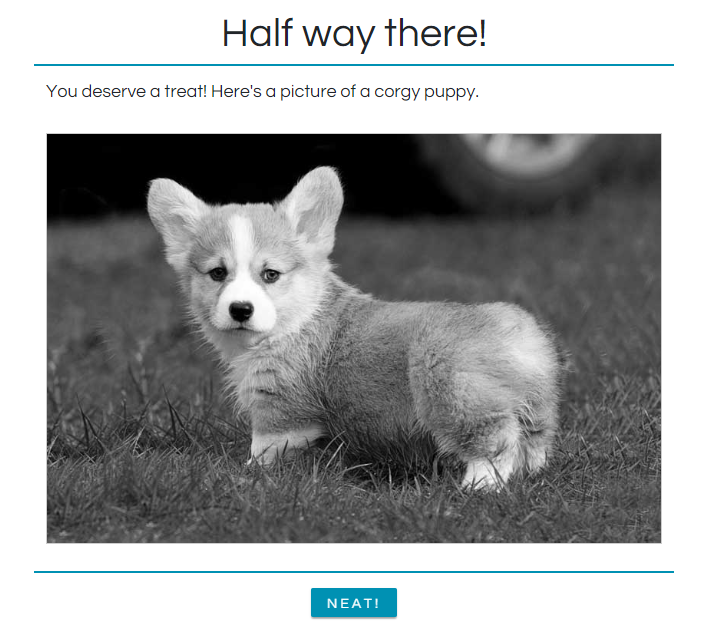 Half way there!
You deserve a treat! Here's a picture of a corgy puppy.
NEAT!